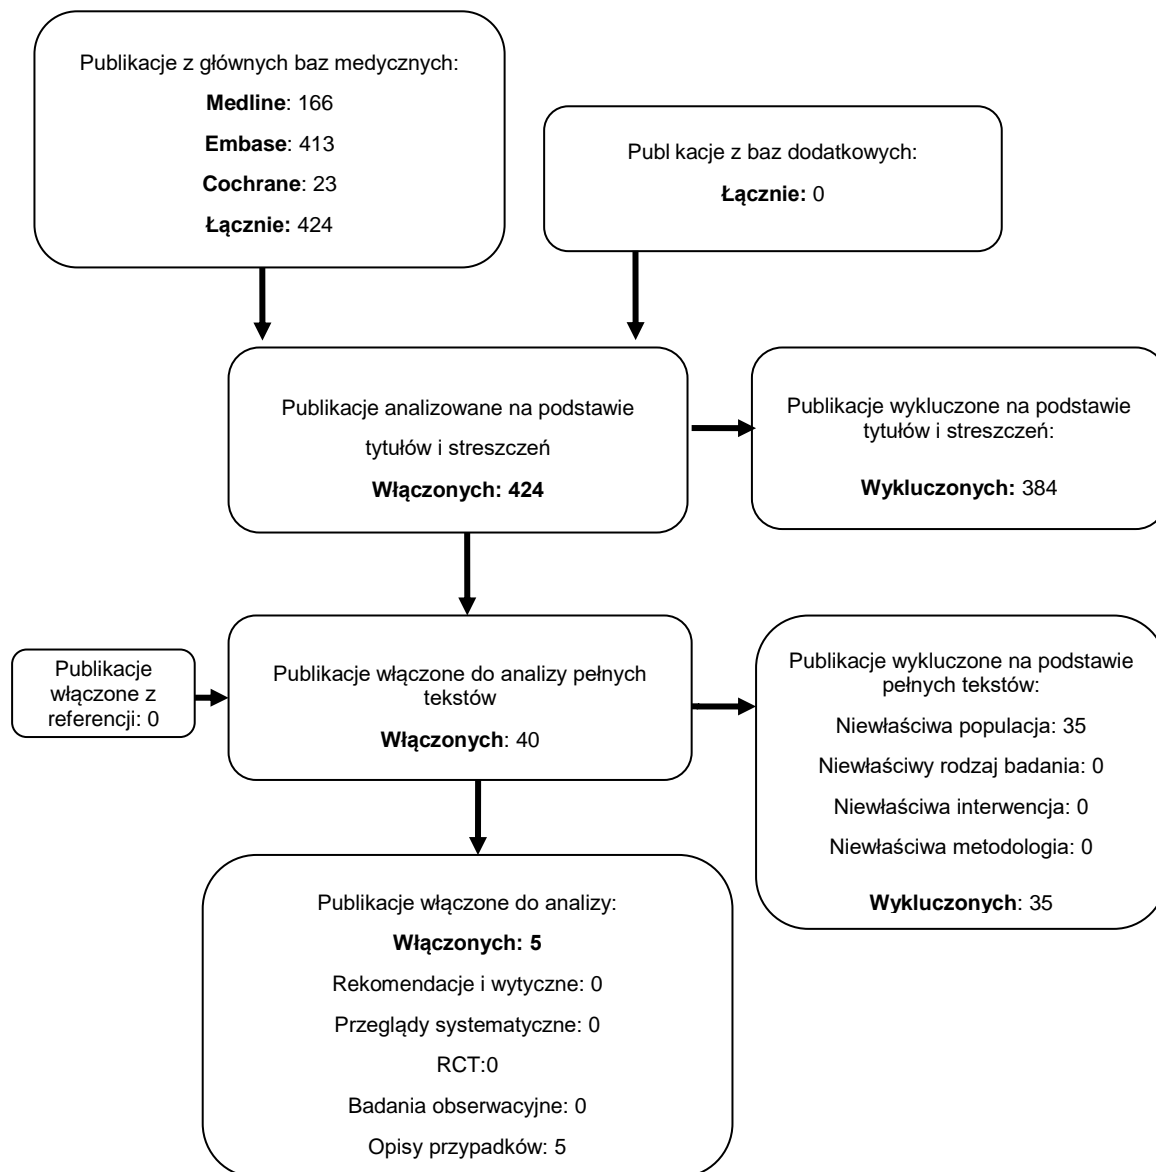 Publikacje z głównych baz medycznych:
Medline: 166
Embase: 413
Cochrane: 23
Łącznie: 424
Publ kacje z baz dodatkowych:
Łącznie: 0
Publikacje analizowane na podstawie
tytułów i streszczeń
Włączonych: 424
Publikacje wykluczone na podstawie
tytułów i streszczeń:
Wykluczonych: 384
Publikacje
włączone z
referencji: 0
Publikacje włączone do analizy pełnych
tekstów
Włączonych: 40
Publikacje wykluczone na podstawie
pełnych tekstów:
Niewłaściwa populacja: 35
Niewłaściwy rodzaj badania: 0
Niewłaściwa interwencja: 0
Niewłaściwa metodologia: 0
Wykluczonych: 35
Publikacje włączone do analizy:
Włączonych: 5
Rekomendacje i wytyczne: 0
Przeglądy systematyczne: 0
RCT:0
Badania obserwacyjne: 0
Opisy przypadków: 5